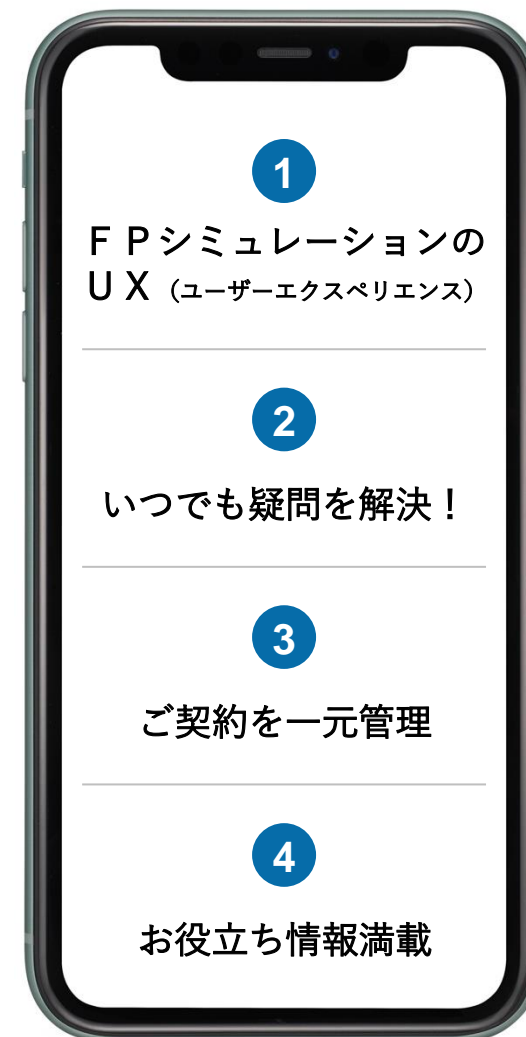 1
ＦＰシミュレーションの
ＵＸ（ユーザーエクスペリエンス）
2
いつでも疑問を解決！
3
ご契約を一元管理
4
お役立ち情報満載